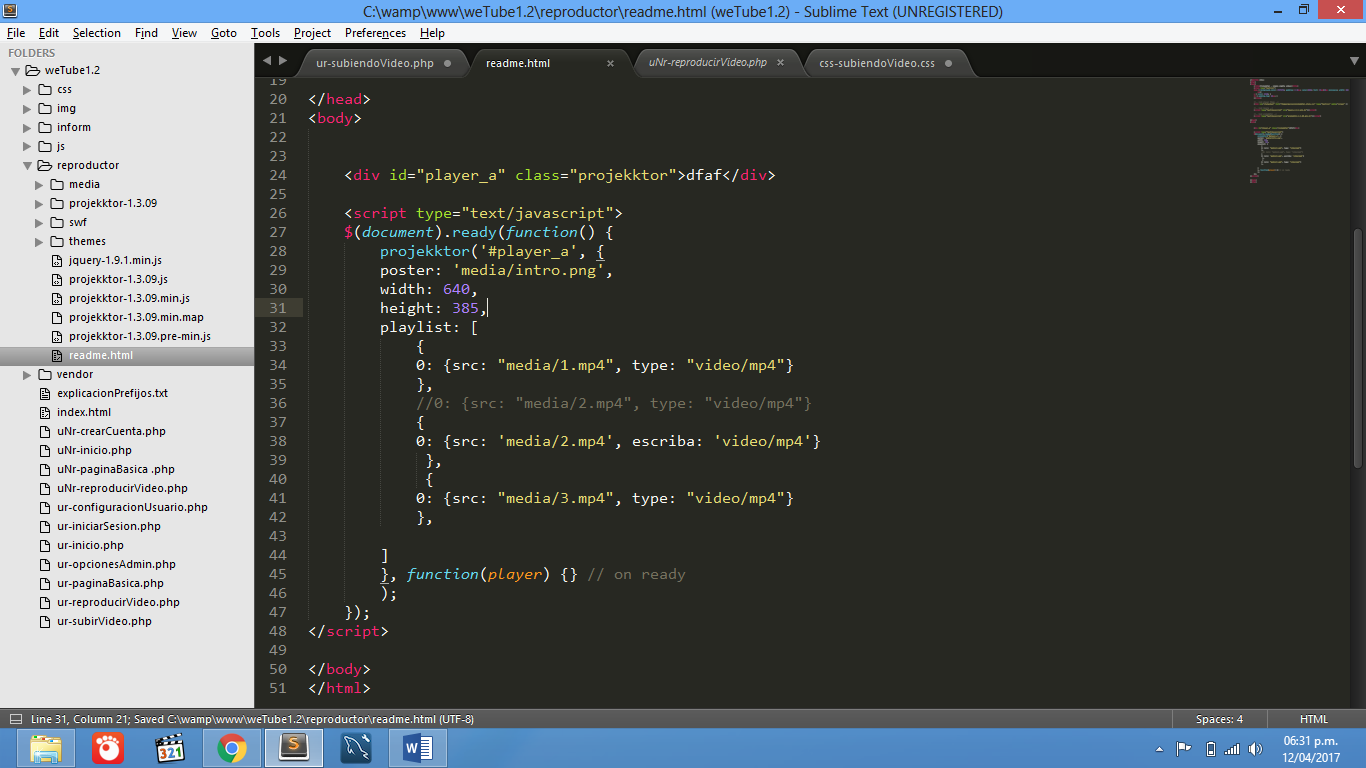 C:\wamp\www\weTube1.2\reproductor\readme.html (weTube1.2) - Sublime Text (UNREGISTERED)
File Edit Selection Find View Goto Tools Project Preferences Help
FOLDERS
weTube1.2
css
img
inform
js
reproductor
media
projekktor-1.3.09
swf
themes
jquery-1.9.1.min.js
projekktor-1.3.09.js
projekktor-1.3.09.min.js
projekktor-1.3.09.min.map
projekktor-1.3.09.pre-min.js
readme.html
vendor
explicacionPrefijos.txt
index.html
uNr-crearCuenta.php
uNr-inicio.php
uNr-paginaBasica .php
uNr-reproducirVideo.php
ur-configuracionUsuario.php
ur-iniciarSesion.php
ur-inicio.php
ur-opcionesAdmin.php
ur-paginaBasica.php
ur-reproducirVideo.php
ur-subirVideo.php
ur-subiendoVideo.php readme.html uNr-reproducirVideo.php css-subiendoVideo.css
19
20 </head>
21 <body>
22
23
24 <div id="player_a" class="projekktor">dfaf</div>
25
26 <script type="text/javascript">
27 $(document).ready(function() {
28 projekktor('#player_a', {
29 poster: 'media/intro.png',
30 width: 640,
31 height: 385,
32 playlist: [
33 {
34 0: {src: "media/1.mp4", type: "video/mp4"}
35 },
36 //0: {src: "media/2.mp4", type: "video/mp4"}
37 {
38 0: {src: 'media/2.mp4', escriba: 'video/mp4'}
39 },
40 {
41 0: {src: "media/3.mp4", type: "video/mp4"}
42 },
43
44 ]
45 }, function(player) {} // on ready
46 );
47 });
48 </script>
49
50 </body>
51 </html>
Line 31, Column 21; Saved C:\wamp\www\weTube1.2\reproductor\readme.html (UTF-8) Spaces: 4 HTML
321
S
W
06:31 p.m.
12/04/2017